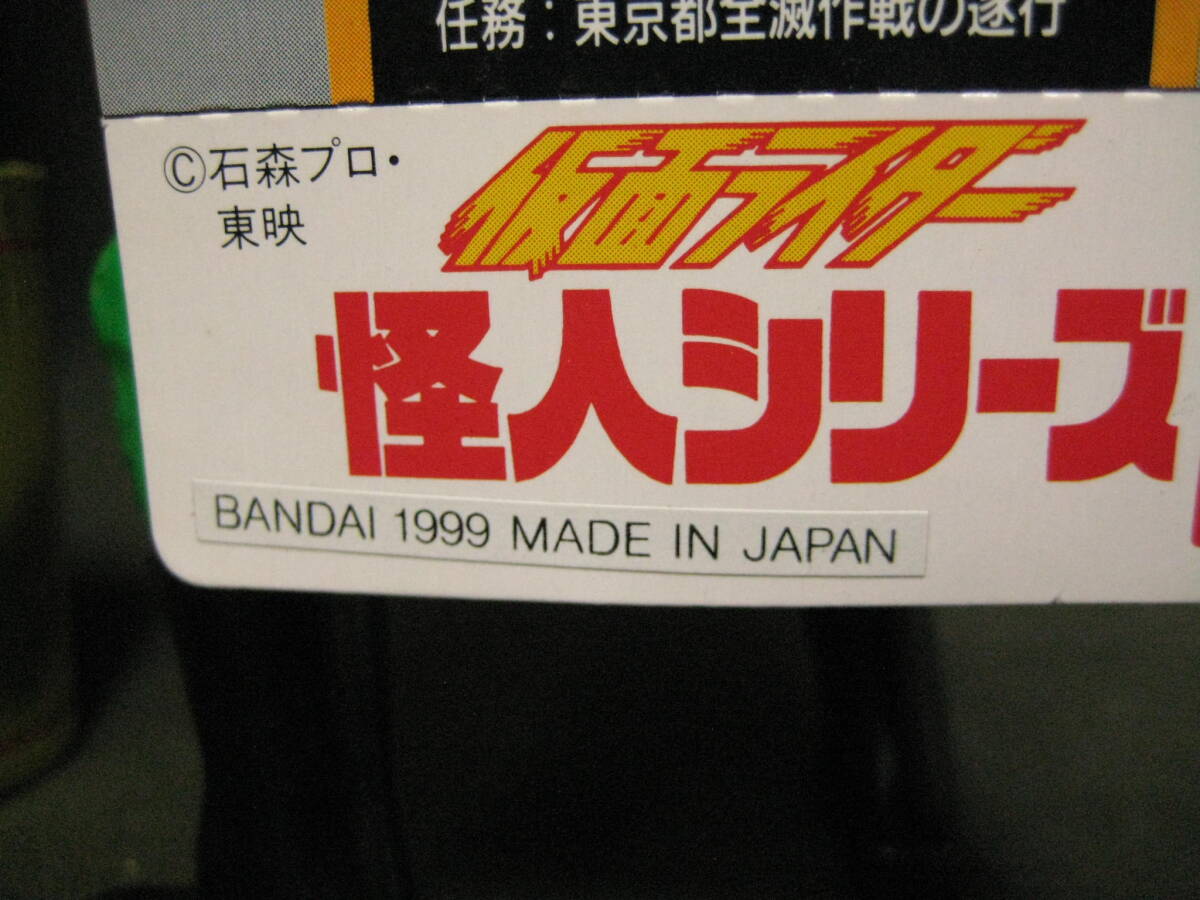 任務：東京都全滅作戦の遂行
©石森プロ・
東映
仮面ライダー
怪人シリーズ
BANDAI 1999 MADE IN JAPAN